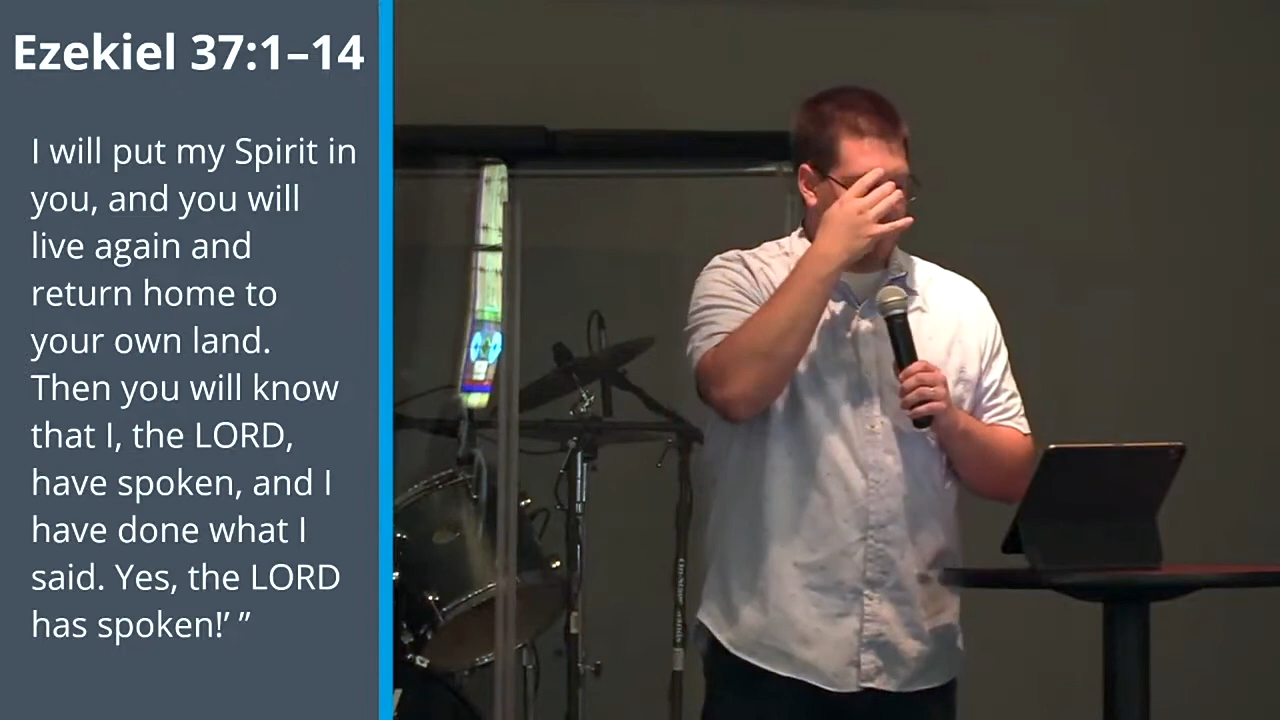 Ezekiel 37:1–14
I will put my Spirit in
you, and you will
live again and
return home to
your own land.
Then you will know
that I, the LORD,
have spoken, and I
have done what I
said. Yes, the LORD
has spoken!’ ”